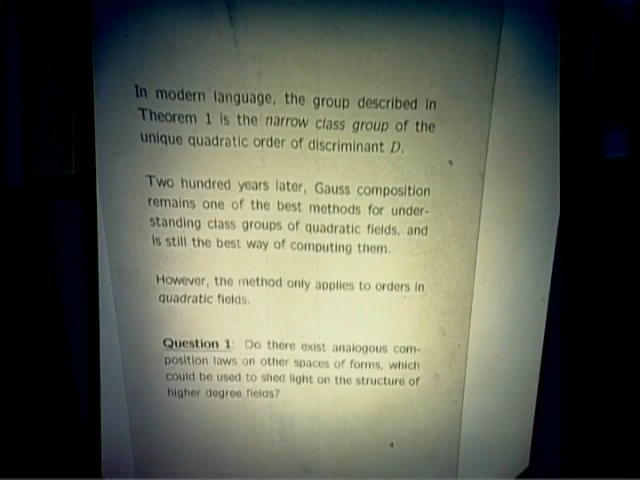 In modern language, the group described in
Theorem 1 is the narrow class group of the
unique quadratic order of discriminant D.
Two hundred years later, Gauss composition
remains one of the best methods for under-
standing class groups of quadratic fields, and
is still the best way of computing them.
However, the method only applies to orders in
quadratic fields.
Question 1: Do there exist analogous com-
position laws on other spaces of forms, which
could be used to shed light on the structure of
higher degree fields?
4